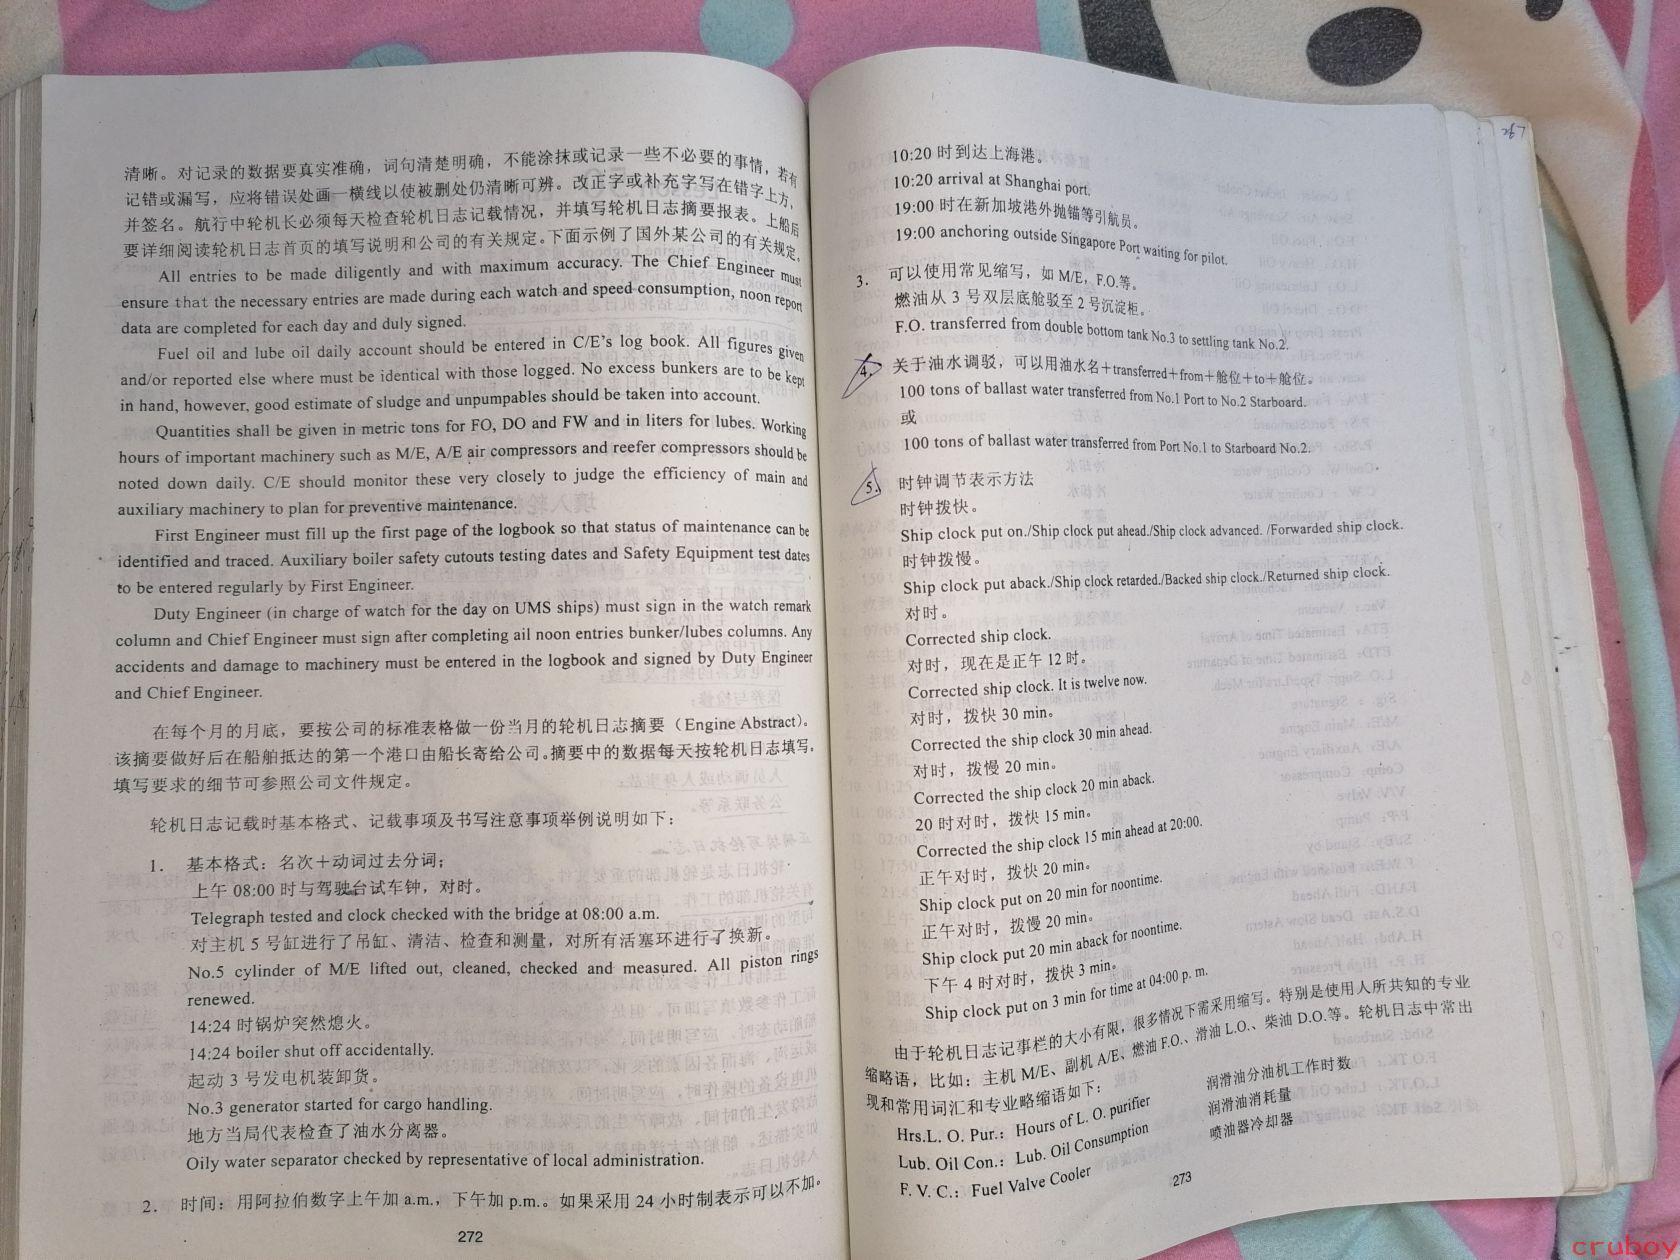 清晰。对记录的数据要真实准确，词句清楚明确，不能涂抹或记录一些不必要的事情，若有
记错或漏写，应将错误处画一横线以使被删处仍清晰可辨。改正字或补充字写在错字上方，
并签名。航行中轮机长必须每天检查轮机日志记载情况，并填写轮机日志摘要报表。上船后
要详细阅读轮机日志首页的填写说明和公司的有关规定。下面示例了国外某公司的有关规定。
All entries to be made diligently and with maximum accuracy. The Chief Engineer must
ensure that the necessary entries are made during each watch and speed consumption, noon report
data are completed for each day and duly signed.
Fuel oil and lube oil daily account should be entered in C/E's log book. All figures given
and/or reported else where must be identical with those logged. No excess bunkers are to be kept
in hand, however, good estimate of sludge and unpumpables should be taken into account.
Quantities shall be given in metric tons for FO, DO and FW and in liters for lubes. Working
hours of important machinery such as M/E, A/E air compressors and reefer compressors should be
noted down daily. C/E should monitor these very closely to judge the efficiency of main and
auxiliary machinery to plan for preventive maintenance.
First Engineer must fill up the first page of the logbook so that status of maintenance can be
identified and traced. Auxiliary boiler safety cutouts testing dates and Safety Equipment test dates
to be entered regularly by First Engineer.
Duty Engineer (in charge of watch for the day on UMS ships) must sign in the watch remark
column and Chief Engineer must sign after completing ail noon entries bunker/lubes columns. Any
accidents and damage to machinery must be entered in the logbook and signed by Duty Engineer
and Chief Engineer.
在每个月的月底，要按公司的标准表格做一份当月的轮机日志摘要（Engine Abstract）。
该摘要做好后在船舶抵达的第一个港口由船长寄给公司。摘要中的数据每天按轮机日志填写。
填写要求的细节可参照公司文件规定。
轮机日志记载时基本格式、记载事项及书写注意事项举例说明如下：
1． 基本格式：名次＋动词过去分词；
上午 08:00 时与驾驶台试车钟，对时。
Telegraph tested and clock checked with the bridge at 08:00 a.m.
对主机 5 号缸进行了吊缸、清洁、检查和测量，对所有活塞环进行了换新。
No.5 cylinder of M/E lifted out, cleaned, checked and measured. All piston rings
renewed.
14:24 时锅炉突然熄火。
14:24 boiler shut off accidentally.
起动 3 号发电机装卸货。
No.3 generator started for cargo handling.
地方当局代表检查了油水分离器。
Oily water separator checked by representative of local administration.
2． 时间：用阿拉伯数字上午加 a.m.，下午加 p.m.。如果采用 24 小时制表示可以不加。
272
10:20 时到达上海港。
10:20 arrival at Shanghai port.
19:00 时在新加坡港外抛锚等引航员。
19:00 anchoring outside Singapore Port waiting for pilot.
3． 可以使用常见缩写，如 M/E，F.O.等。
燃油从 3 号双层底舱驳至 2 号沉淀柜。
F.O. transferred from double bottom tank No.3 to settling tank No.2.
4． 关于油水调驳，可以用油水名＋transferred＋from＋舱位＋to＋舱位。
100 tons of ballast water transferred from No.1 Port to No.2 Starboard.
或
100 tons of ballast water transferred from Port No.1 to Starboard No.2.
5． 时钟调节表示方法
时钟拨快。
Ship clock put on./Ship clock put ahead./Ship clock advanced. /Forwarded ship clock.
时钟拨慢。
Ship clock put aback./Ship clock retarded./Backed ship clock./Returned ship clock.
对时。
Corrected ship clock.
对时，现在是正午 12 时。
Corrected ship clock. It is twelve now.
对时，拨快 30 min。
Corrected the ship clock 30 min ahead.
对时，拨慢 20 min。
Corrected the ship clock 20 min aback.
20 时对时，拨快 15 min。
Corrected the ship clock 15 min ahead at 20:00.
正午对时，拨快 20 min。
Ship clock put on 20 min for noontime.
正午对时，拨慢 20 min。
Ship clock put 20 min aback for noontime.
下午 4 时对时，拨快 3 min。
Ship clock put on 3 min for time at 04:00 p. m.
由于轮机日志记事栏的大小有限，很多情况下需采用缩写。特别是使用人所共知的专业
缩略语，比如：主机 M/E、副机 A/E、燃油 F.O.、滑油 L.O.、柴油 D.O.等。轮机日志中常出
现和常用词汇和专业略缩语如下：
Hrs.L. O. Pur.：Hours of L. O. purifier 润滑油分油机工作时数
Lub. Oil Con.：Lub. Oil Consumption 润滑油消耗量
F. V. C.：Fuel Valve Cooler 喷油器冷却器
273
cruboy